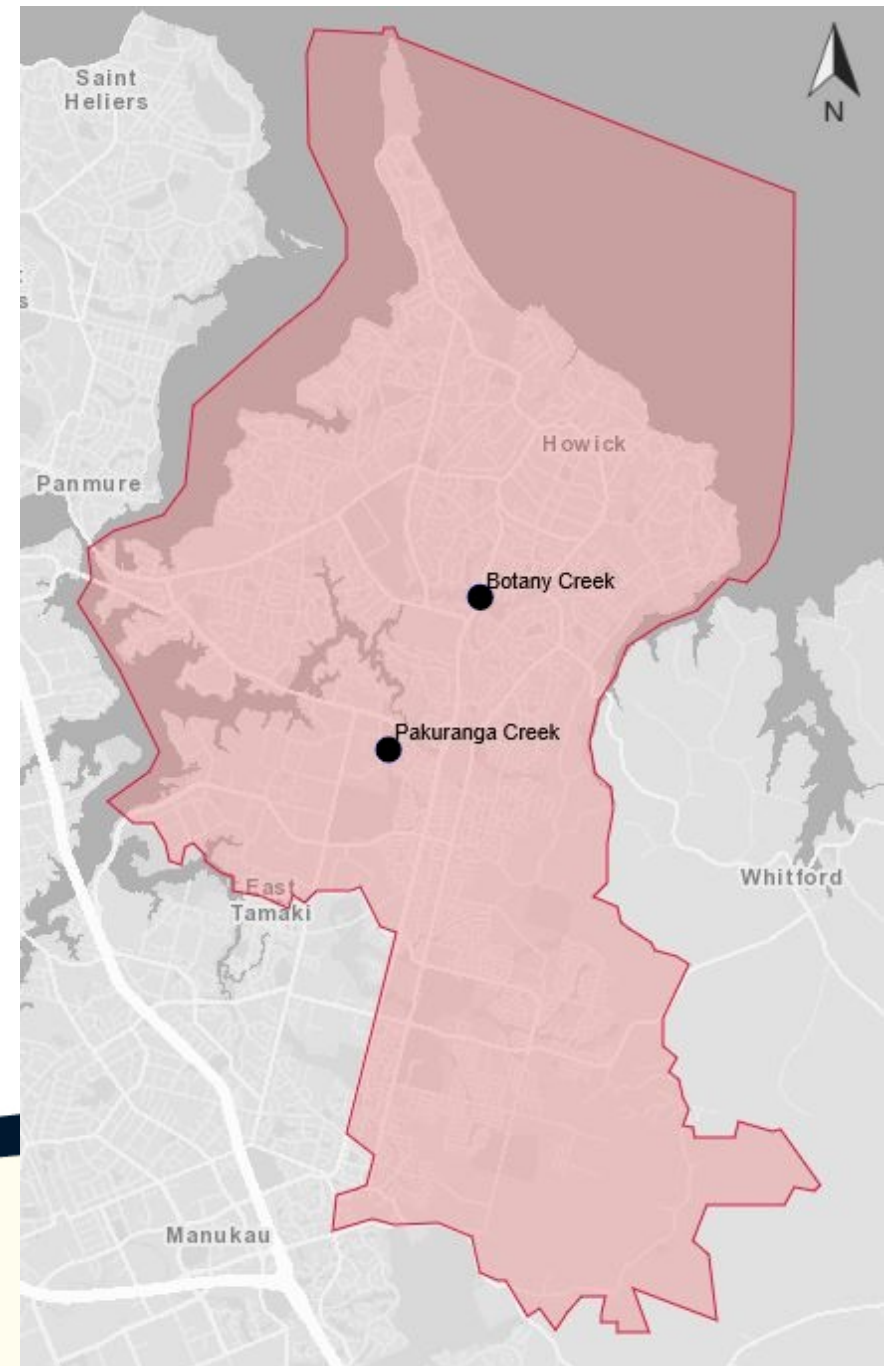 Saint
Heliers
N
s
Howick
Panmure
Botany Creek
Pakuranga Creek
Whitford
East
Tamaki
Manukau